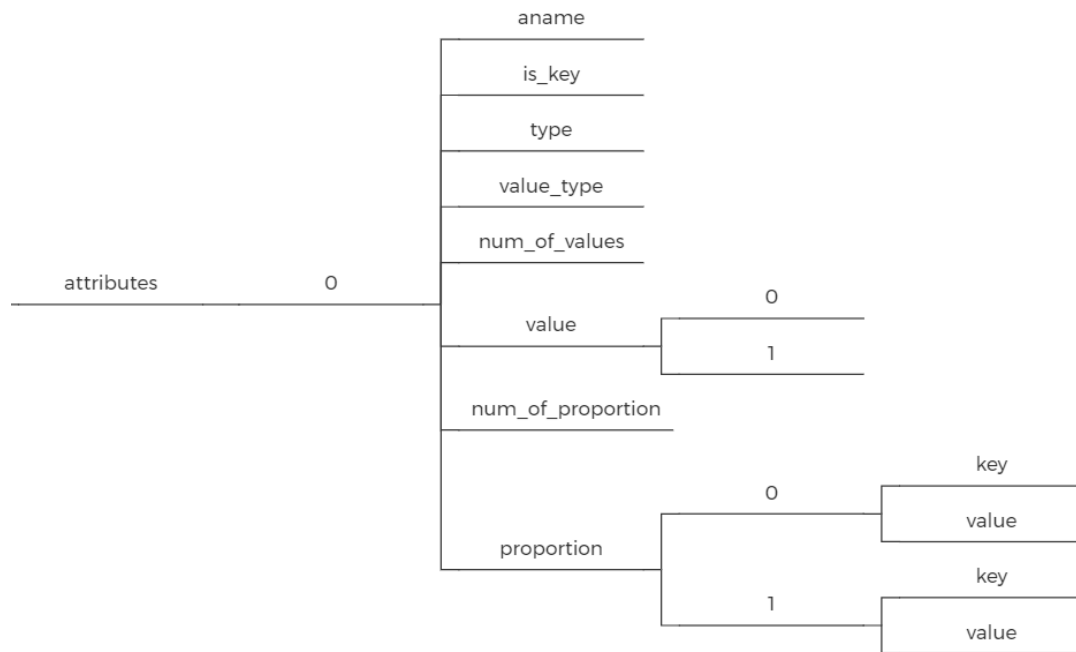 aname
is_key
type
value_type
num_of_values
attributes
0
value
0
1
num_of_proportion
proportion
0
key
value
1
key
value